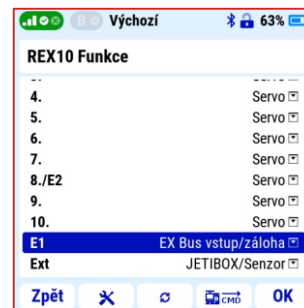 B Výchozí 63%
REX10 Funkce
4. Servo
5. Servo
6. Servo
7. Servo
8./E2 Servo
9. Servo
10. Servo
E1 EX Bus vstup/záloha
Ext JETIBOX/Senzor
Zpět CMD OK